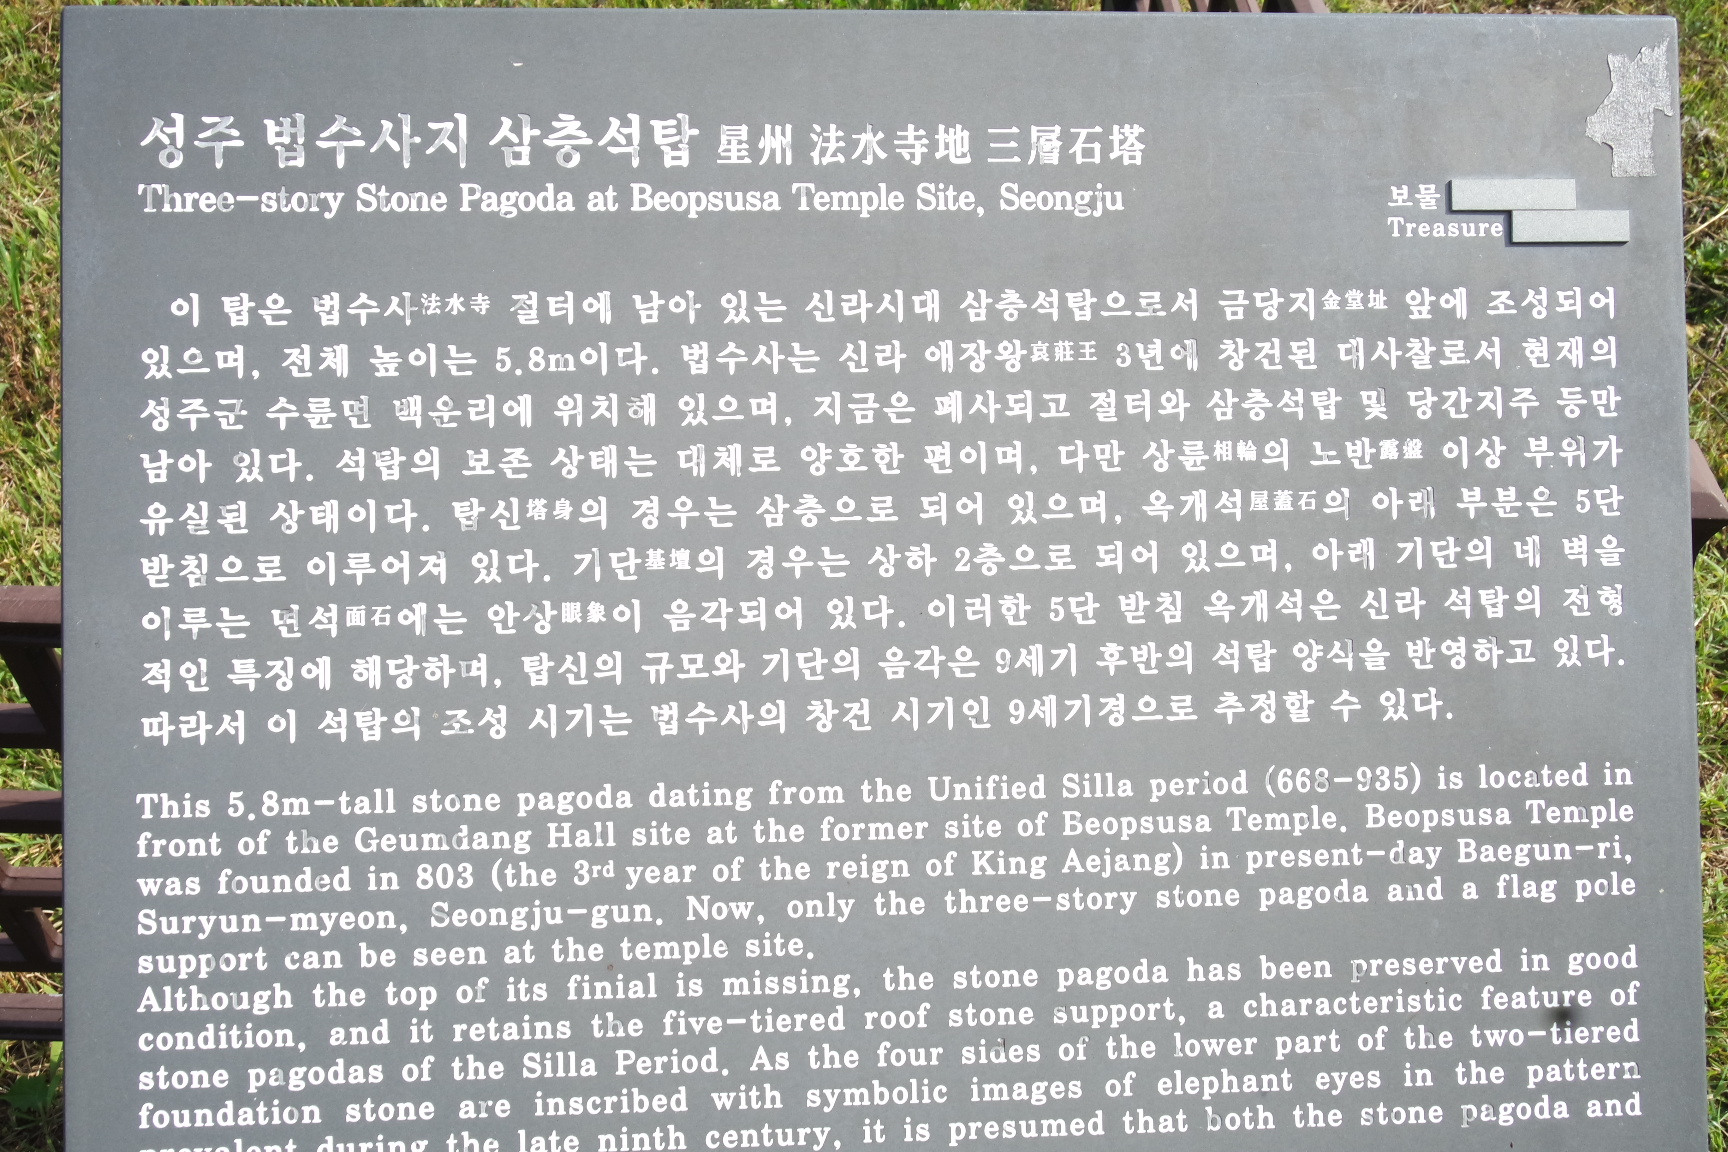 성주 법수사지 삼층석탑 星州 法水寺地 三層石塔
Three-story Stone Pagoda at Beopsusa Temple Site, Seongju
보물
Treasure
이 탑은 법수사法水寺 절터에 남아 있는 신라시대 삼층석탑으로서 금당지金堂址 앞에 조성되어
있으며, 전체 높이는 5.8m이다. 법수사는 신라 애장왕哀莊王 3년에 창건된 대사찰로서 현재의
성주군 수륜면 백운리에 위치해 있으며, 지금은 폐사되고 절터와 삼층석탑 및 당간지주 등만
남아 있다. 석탑의 보존 상태는 대체로 양호한 편이며, 다만 상륜相輪의 노반露盤 이상 부위가
유실된 상태이다. 탑신塔身의 경우는 삼층으로 되어 있으며, 옥개석屋蓋石의 아래 부분은 5단
받침으로 이루어져 있다. 기단基壇의 경우는 상하 2층으로 되어 있으며, 아래 기단의 네 벽을
이루는 면석面石에는 안상眼象이 음각되어 있다. 이러한 5단 받침 옥개석은 신라 석탑의 전형
적인 특징에 해당하며, 탑신의 규모와 기단의 음각은 9세기 후반의 석탑 양식을 반영하고 있다.
따라서 이 석탑의 조성 시기는 법수사의 창건 시기인 9세기경으로 추정할 수 있다.
This 5.8m-tall stone pagoda dating from the Unified Silla period (668-935) is located in
front of the Geumdang Hall site at the former site of Beopsusa Temple. Beopsusa Temple
was founded in 803 (the 3rd year of the reign of King Aejang) in present-day Baegun-ri,
Suryun-myeon, Seongju-gun. Now, only the three-story stone pagoda and a flag pole
support can be seen at the temple site.
Although the top of its finial is missing, the stone pagoda has been preserved in good
condition, and it retains the five-tiered roof stone support, a characteristic feature of
stone pagodas of the Silla Period. As the four sides of the lower part of the two-tiered
foundation stone are inscribed with symbolic images of elephant eyes in the pattern
prevalent during the late ninth century, it is presumed that both the stone pagoda and